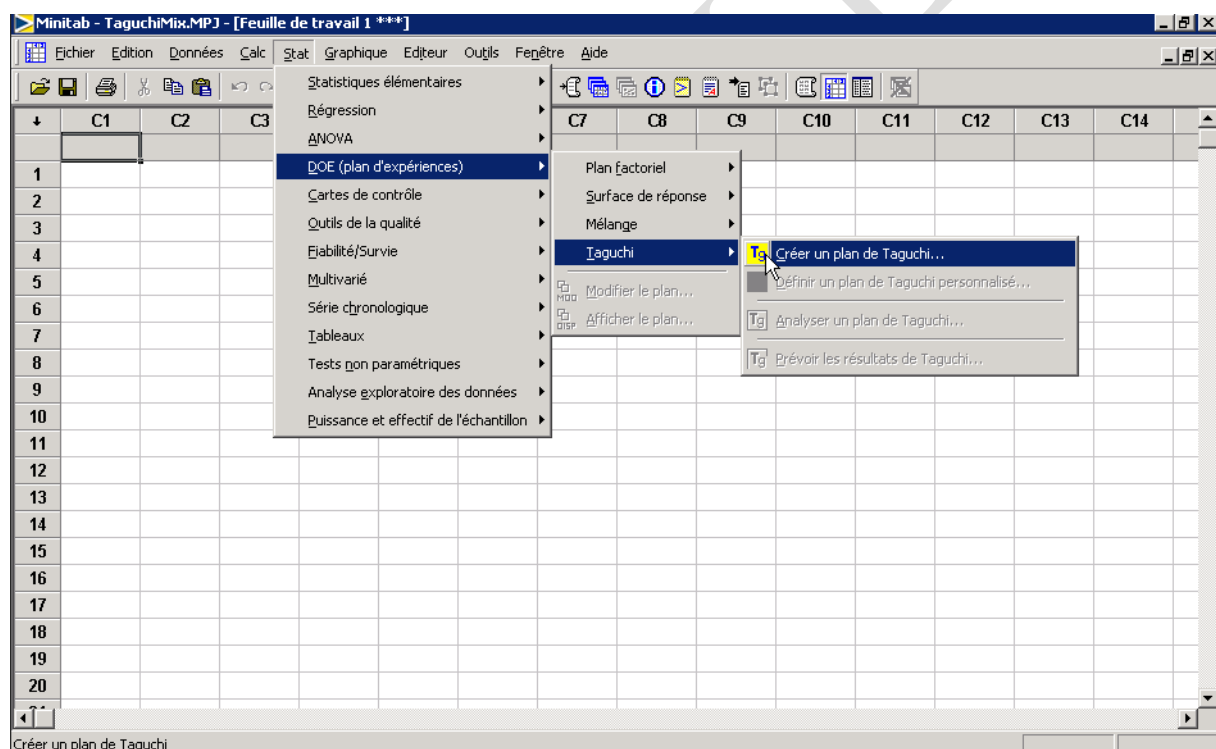 Minitab - TaguchiMix.MPJ - [Feuille de travail 1 ***]
Fichier Edition Données Calc Stat Graphique Editeur Outils Fenêtre Aide
C1 C2 C3 C7 C8 C9 C10 C11 C12 C13 C14
Statistiques élémentaires
Régression
ANOVA
DOE (plan d'expériences)
Cartes de contrôle
Outils de la qualité
Fiabilité/Survie
Multivarié
Série chronologique
Tableaux
Tests non paramétriques
Analyse exploratoire des données
Puissance et effectif de l'échantillon
Plan factoriel
Surface de réponse
Mélange
Taguchi
Modifier le plan...
Afficher le plan...
Créer un plan de Taguchi...
Définir un plan de Taguchi personnalisé...
Analyser un plan de Taguchi...
Prévoir les résultats de Taguchi...
1
2
3
4
5
6
7
8
9
10
11
12
13
14
15
16
17
18
19
20
Créer un plan de Taguchi